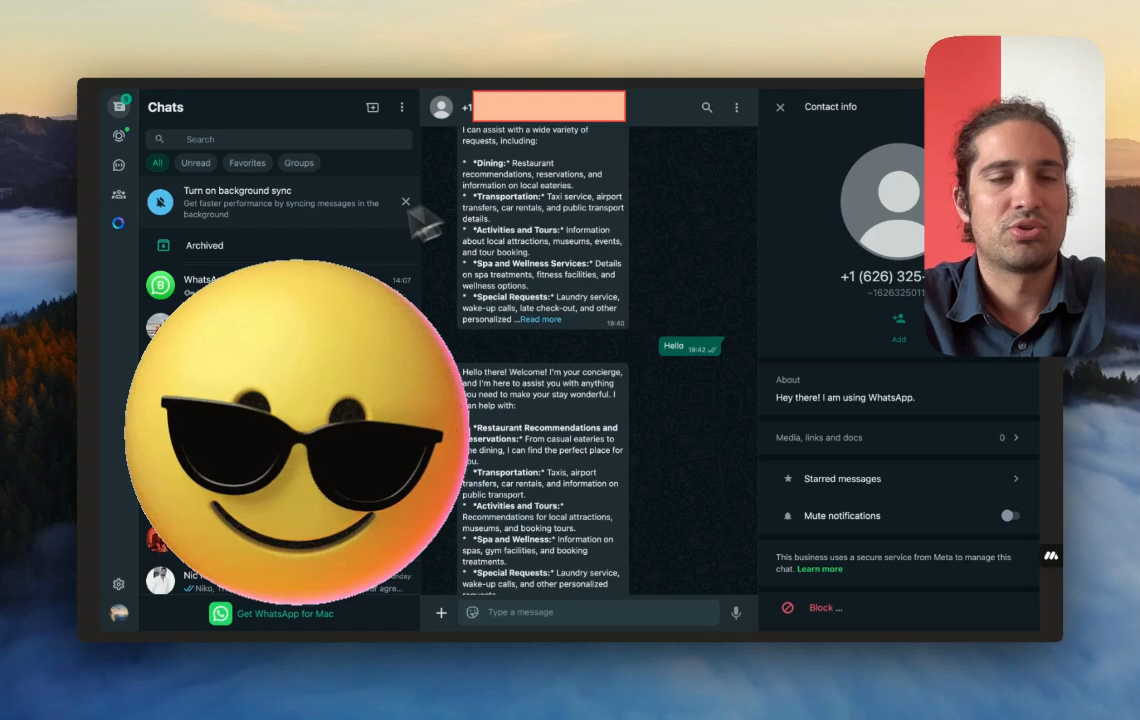 5
Chats
Search
All
Unread
Favorites
Groups
Turn on background sync
Get faster performance by syncing messages in the
background
Archived
14:07
Nic
Niko,
agre...
Get WhatsApp for Mac
+1
I can assist with a wide variety of
requests, including:
* *Dining:* Restaurant
recommendations, reservations, and
information on local eateries.
* *Transportation:* Taxi service, airport
transfers, car rentals, and public transport
details.
* *Activities and Tours:* Information
about local attractions, museums, events,
and tour booking.
* *Spa and Wellness Services:* Details
on spa treatments, fitness facilities, and
wellness options.
* *Special Requests:* Laundry service,
wake-up calls, late check-out, and other
personalized ...Read more
19:40
Hello 19:42
Hello there! Welcome! I'm your concierge,
and I'm here to assist you with anything
you need to make your stay wonderful. I
can help with:
*Restaurant Recommendations and
Reservations:* From casual eateries to
dining, I can find the perfect place for
you.
*Transportation:* Taxis, airport
transfers, car rentals, and information on
public transport.
* *Activities and Tours:*
Recommendations for local attractions,
museums, and booking tours.
* *Spa and Wellness:* Information on
spas, gym facilities, and booking
treatments.
* *Special Requests:* Laundry service,
wake-up calls, and other personalized
requests.
Type a message
Contact info
+1 (626) 325-
~1626325011
Add
About
Hey there! I am using WhatsApp.
Media, links and docs
0
Starred messages
Mute notifications
This business uses a secure service from Meta to manage this
chat. Learn more
Block ...